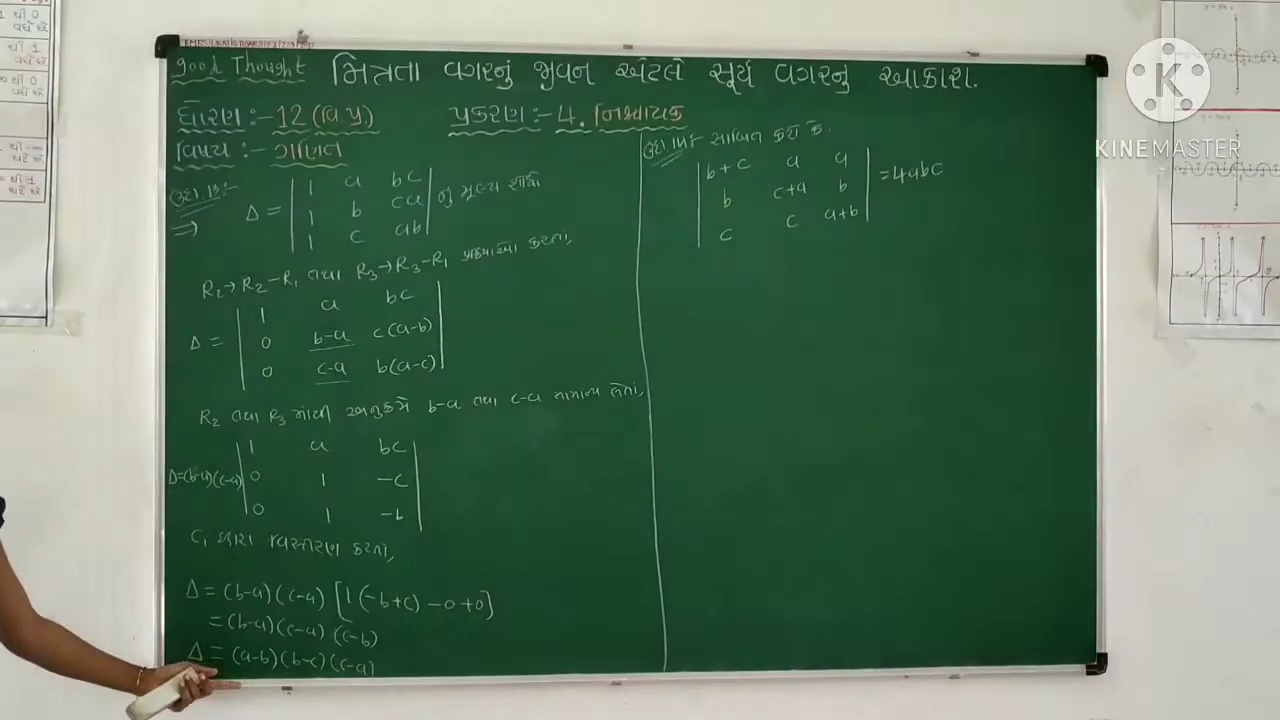 good Thought મિત્રતા વગરનું જીવન એટલે સૂર્ય વગરનું આકાશ.
ધોરણ :- 12 (વિ.પ્ર) પ્રકરણ :- 4. નિશ્ચાયક
વિષય :- ગણિત
ઉદા.13:-
⇒ Δ = | 1 a bc |
| 1 b ca | નું મૂલ્ય શોધો
| 1 c ab |
R₂→R₂-R₁ તથા R₃→R₃-R₁ પ્રક્રિયાઓ કરતા,
| 1 a bc |
Δ = | 0 b-a c(a-b) |
| 0 c-a b(a-c) |
R₂ તથા R₃ માંથી અનુક્રમે b-a તથા c-a સામાન્ય લેતાં,
| 1 a bc |
Δ=(b-a)(c-a) | 0 1 -c |
| 0 1 -b |
C₁ દ્વારા વિસ્તરણ કરતાં,
Δ = (b-a)(c-a) [1(-b+c) -0+0]
= (b-a)(c-a)(c-b)
Δ = (a-b)(b-c)(c-a)
ઉદા.14:- સાબિત કરો કે.
| b+c a a |
| b c+a b | = 4abc
| c c a+b |
K
KINEMASTER